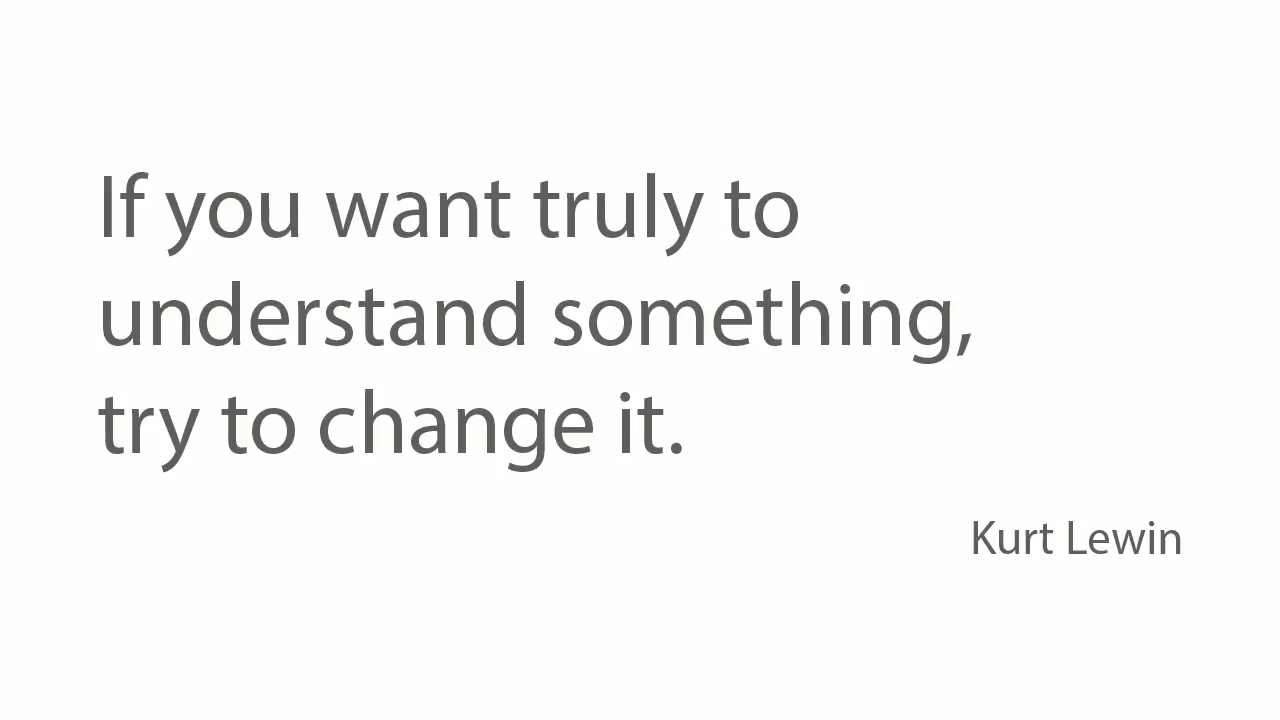 If you want truly to
understand something,
try to change it.
Kurt Lewin